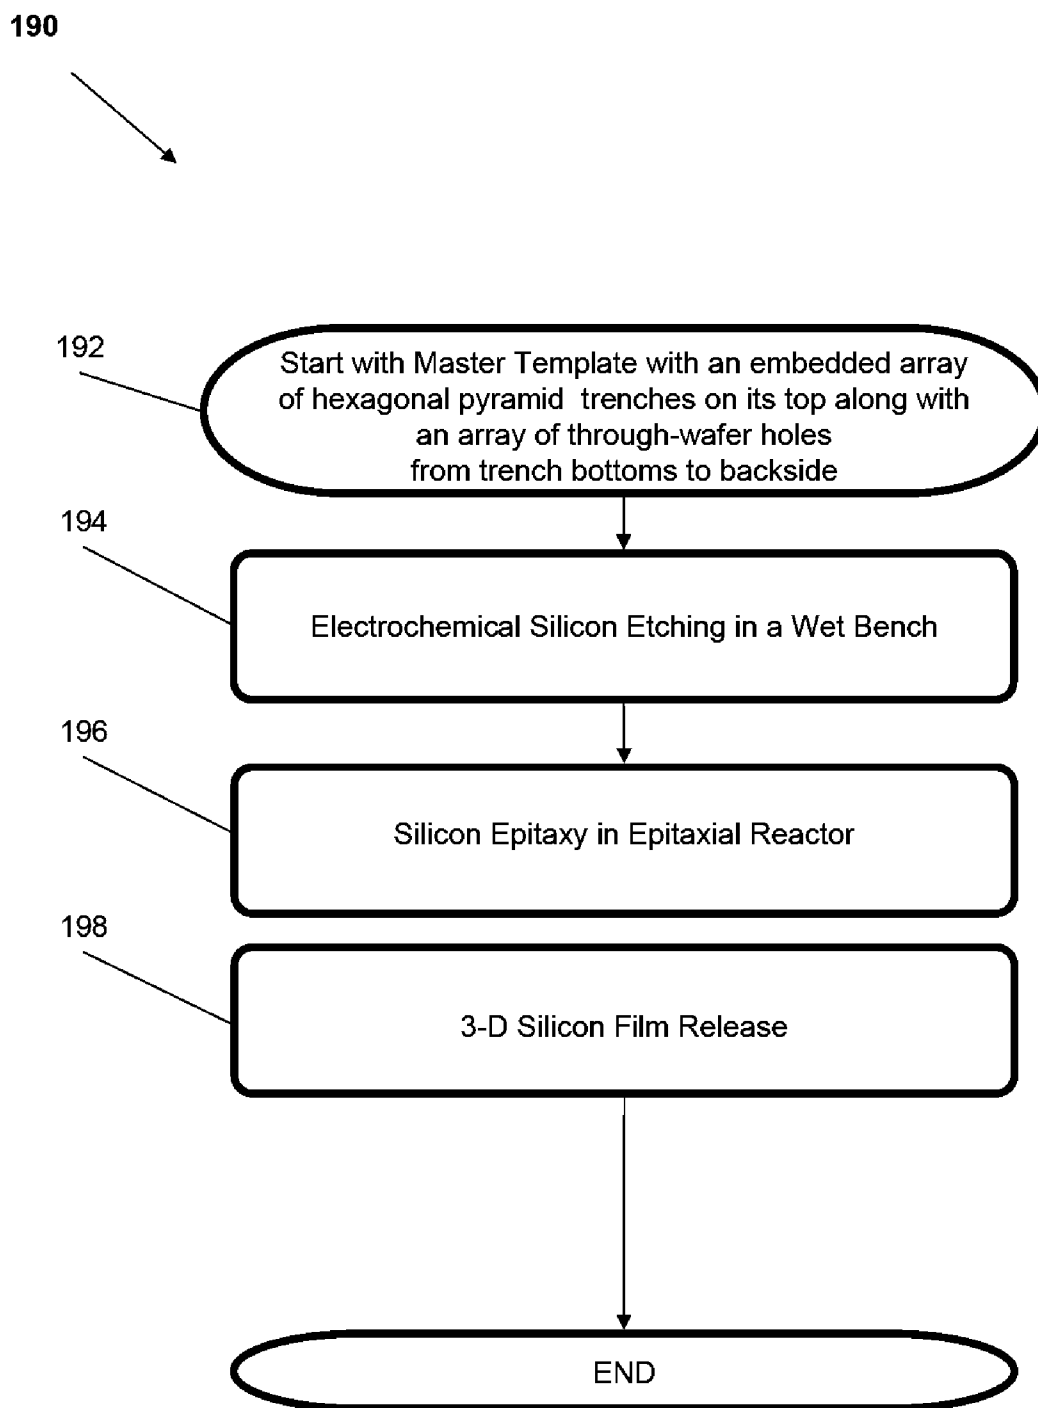 190
192
Start with Master Template with an embedded array
of hexagonal pyramid trenches on its top along with
an array of through-wafer holes
from trench bottoms to backside
194
Electrochemical Silicon Etching in a Wet Bench
196
Silicon Epitaxy in Epitaxial Reactor
198
3-D Silicon Film Release
END